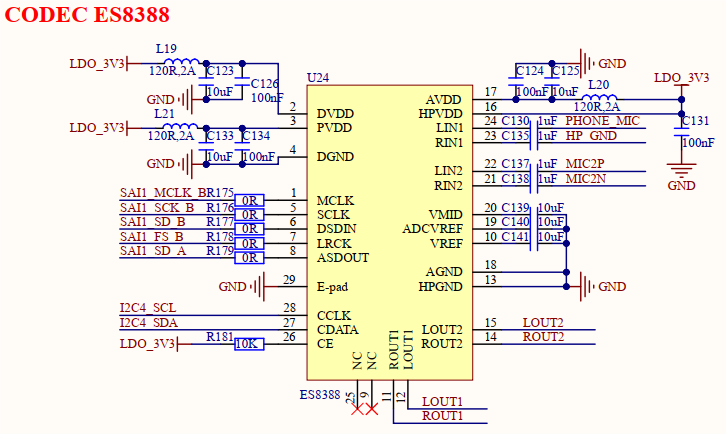 CODEC ES8388
L19
LDO_3V3
120R,2A
C123
10uF
C126
100nF
GND
L21
LDO_3V3
120R,2A
C133
10uF
C134
100nF
GND
SAI1_MCLK_B
R175
0R
SAI1_SCK_B
R176
0R
SAI1_SD_B
R177
0R
SAI1_FS_B
R178
0R
SAI1_SD_A
R179
0R
GND
I2C4_SCL
I2C4_SDA
LDO_3V3
R181
10K
U24
2 DVDD
3 PVDD
4 DGND
1 MCLK
5 SCLK
6 DSDIN
7 LRCK
8 ASDOUT
29 E-pad
28 CCLK
27 CDATA
26 CE
AVDD 17
HPVDD 16
LIN1 24
RIN1 23
LIN2 22
RIN2 21
VMID 20
ADCVREF 19
VREF 10
AGND 18
HPGND 13
LOUT2 15
ROUT2 14
NC 25
NC 9
ROUT1 11
LOUT1 12
ES8388
C124
100nF
C125
10uF
GND
L20
120R,2A
LDO_3V3
C131
100nF
GND
C130 1uF PHONE_MIC
C135 1uF HP_GND
C137 1uF MIC2P
C138 1uF MIC2N
C139 10uF
C140 10uF
C141 10uF
GND
LOUT2
ROUT2
LOUT1
ROUT1